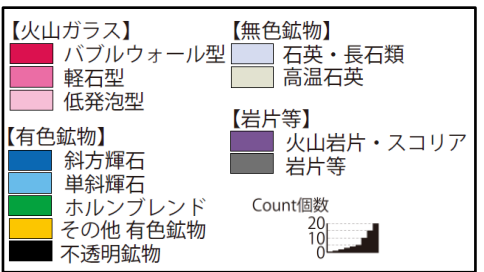 【火山ガラス】
バブルウォール型
軽石型
低発泡型
【有色鉱物】
斜方輝石
単斜輝石
ホルンブレンド
その他 有色鉱物
不透明鉱物
【無色鉱物】
石英・長石類
高温石英
【岩片等】
火山岩片・スコリア
岩片等
Count個数
20
10
0